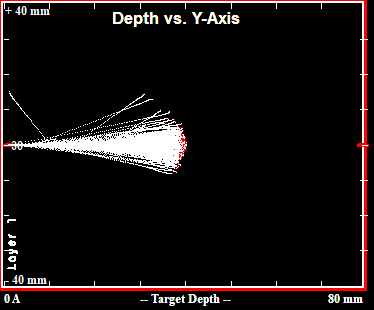 Depth vs. Y-Axis
+ 40 mm
Layer 1
- 40 mm
0 A
-- Target Depth --
80 mm